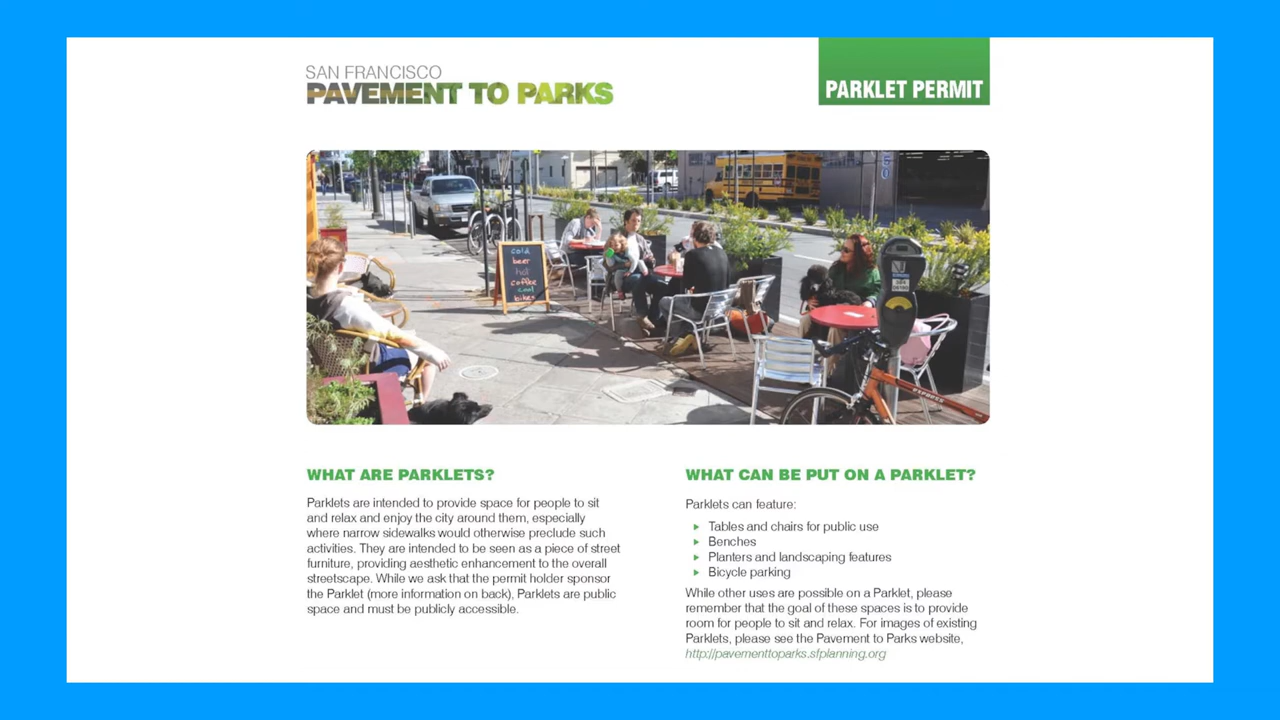 SAN FRANCISCO
PAVEMENT TO PARKS
PARKLET PERMIT
cold
beer
hot
coffee
cool
bikes
WHAT ARE PARKLETS?
Parklets are intended to provide space for people to sit
and relax and enjoy the city around them, especially
where narrow sidewalks would otherwise preclude such
activities. They are intended to be seen as a piece of street
furniture, providing aesthetic enhancement to the overall
streetscape. While we ask that the permit holder sponsor
the Parklet (more information on back), Parklets are public
space and must be publicly accessible.
WHAT CAN BE PUT ON A PARKLET?
Parklets can feature:
Tables and chairs for public use
Benches
Planters and landscaping features
Bicycle parking
While other uses are possible on a Parklet, please
remember that the goal of these spaces is to provide
room for people to sit and relax. For images of existing
Parklets, please see the Pavement to Parks website,
http://pavementtoparks.sfplanning.org